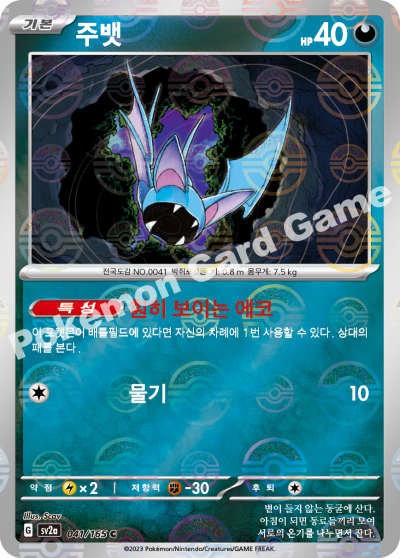 기본
주뱃
HP 40
전국도감 NO.0041 박쥐포켓몬 키: 0.8 m 몸무게: 7.5 kg
특성 훤히 보이는 에코
이 포켓몬이 배틀필드에 있다면 자신의 차례에 1번 사용할 수 있다. 상대의
패를 본다.
물기 10
약점 ×2 저항력 -30 후퇴
Illus. Scav
G sv2a 041/165 C
볕이 들지 않는 동굴에 산다.
아침이 되면 동료들끼리 모여
서로의 온기를 나누면서 잔다.
©2023 Pokémon/Nintendo/Creatures/GAME FREAK.
Pokémon Card Game